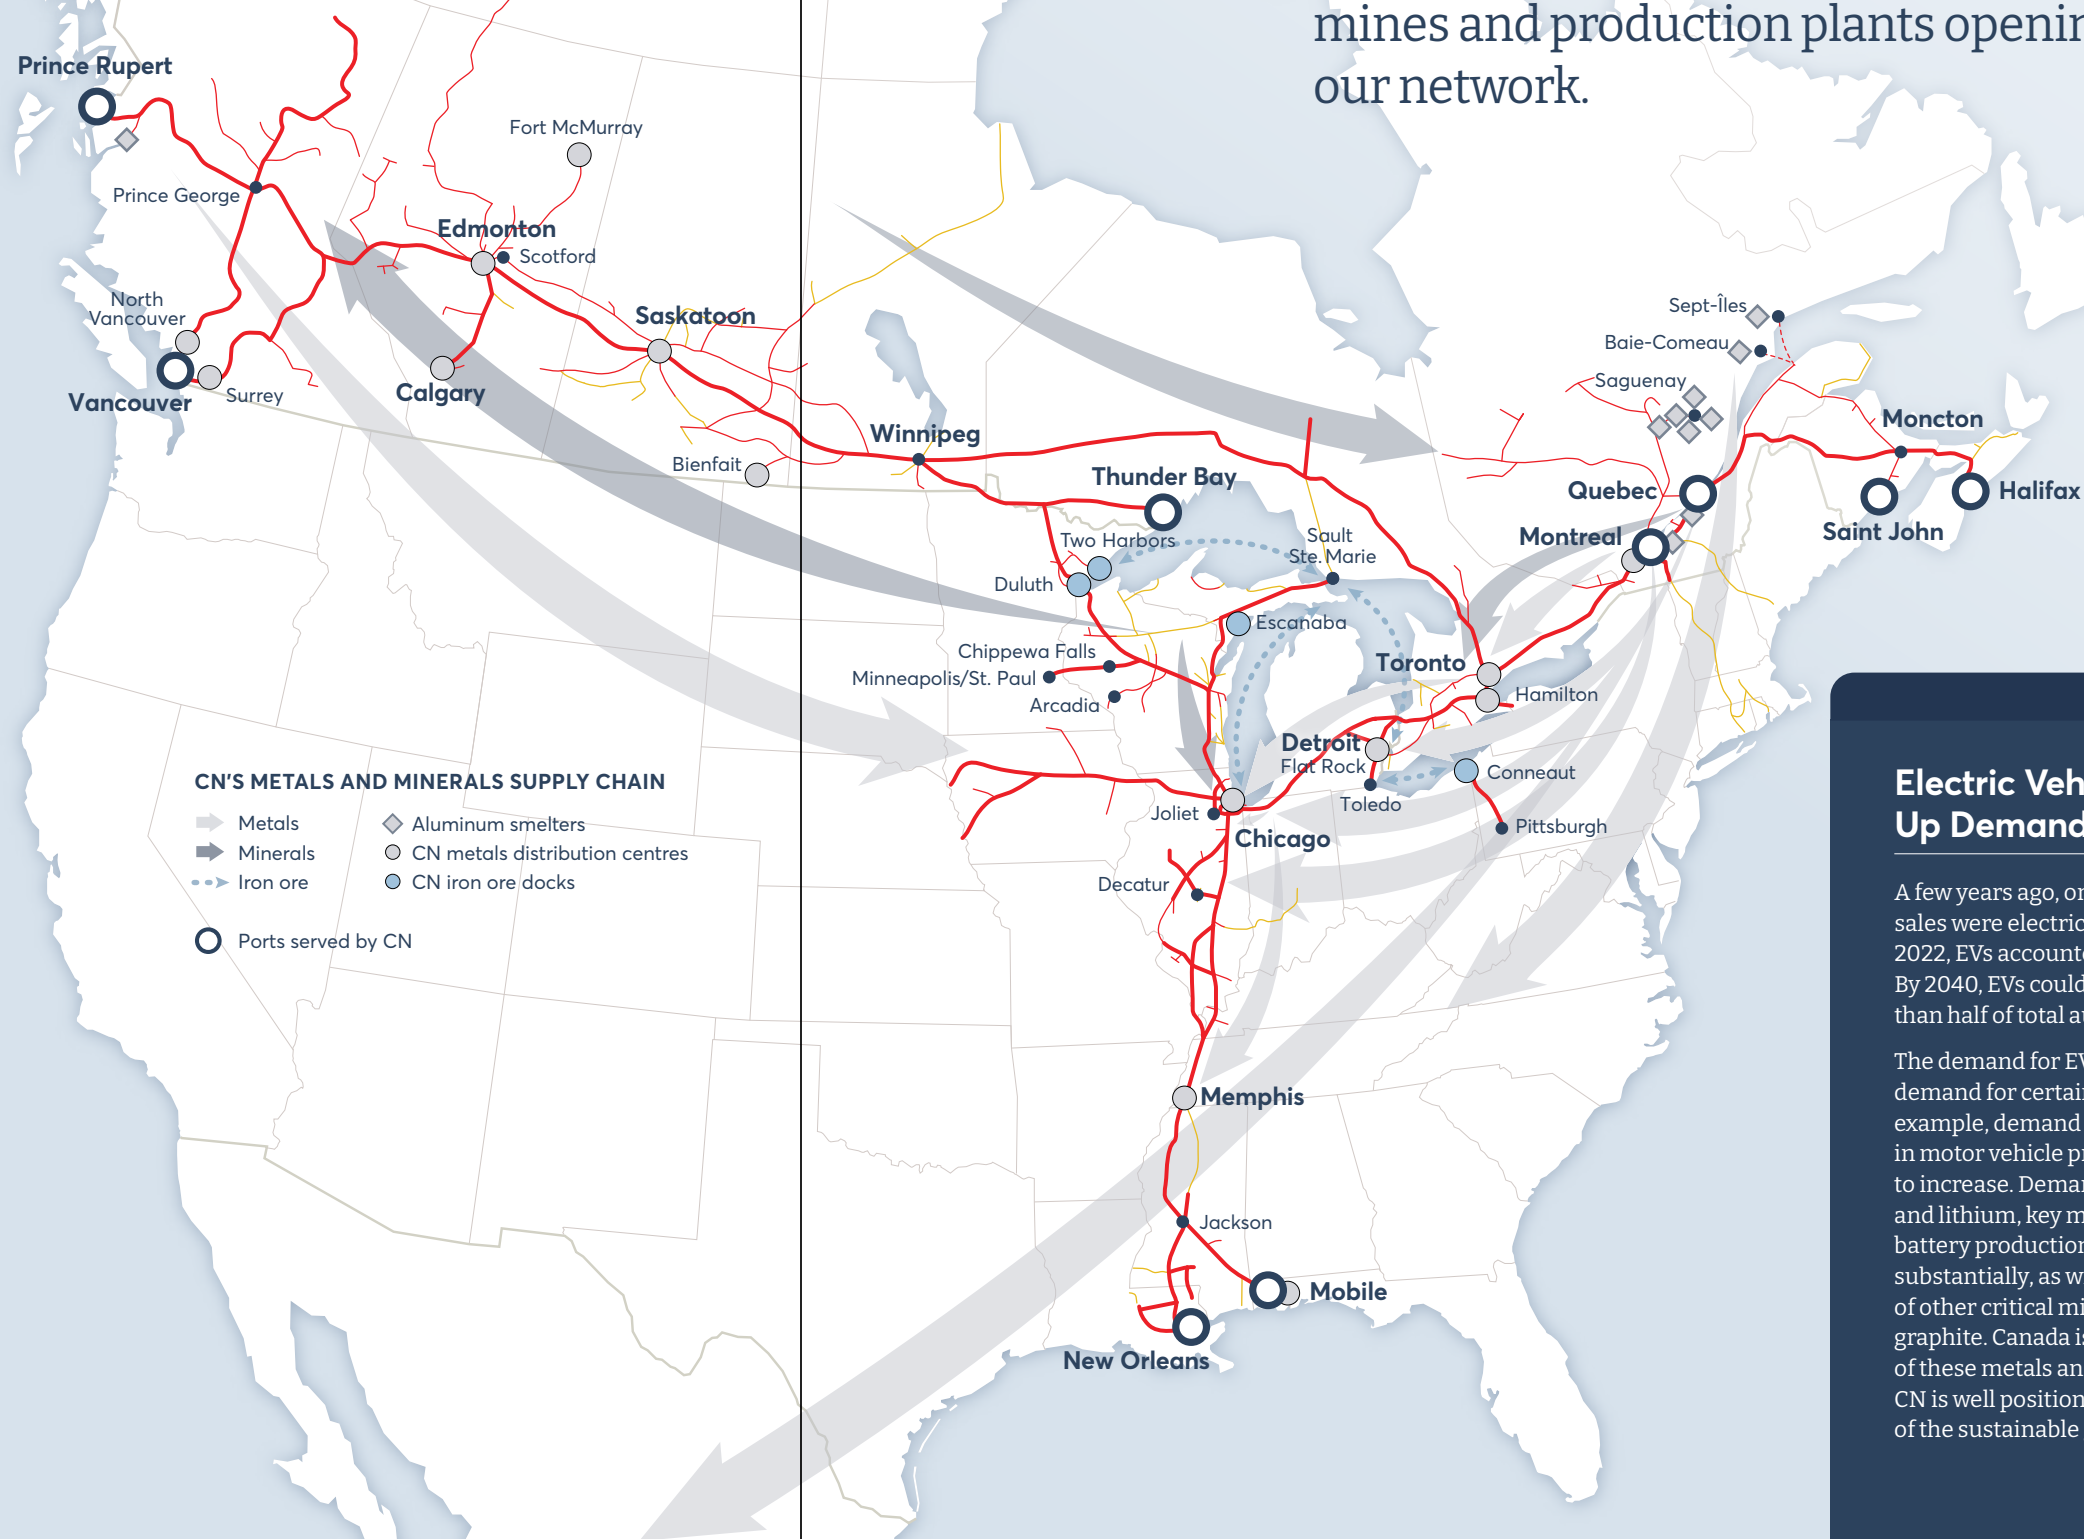 mines and production plants
our network.
Prince Rupert
Fort McMurray
Prince George
Edmonton
Scotford
North
Vancouver
Saskatoon
Vancouver
Surrey
Calgary
Winnipeg
Bienfait
Thunder Bay
Two Harbors
Duluth
Sault
Ste. Marie
Escanaba
Chippewa Falls
Minneapolis/St. Paul
Arcadia
Sept-Îles
Baie-Comeau
Saguenay
Moncton
Quebec
Halifax
Montreal
Saint John
Toronto
Hamilton
Detroit
Flat Rock
Conneaut
Toledo
Joliet
Chicago
Pittsburgh
Decatur
Memphis
Jackson
Mobile
New Orleans
CN'S METALS AND MINERALS SUPPLY CHAIN
Metals
Minerals
Iron ore
Ports served by CN
Aluminum smelters
CN metals distribution centres
CN iron ore docks
Electric Veh
Up Demand
A few years ago, or
sales were electric
2022, EVs account
By 2040, EVs could
than half of total a
The demand for EV
demand for certai
example, demand
in motor vehicle p
to increase. Dema
and lithium, key m
battery production
substantially, as w
of other critical mi
graphite. Canada is
of these metals an
CN is well position
of the sustainable